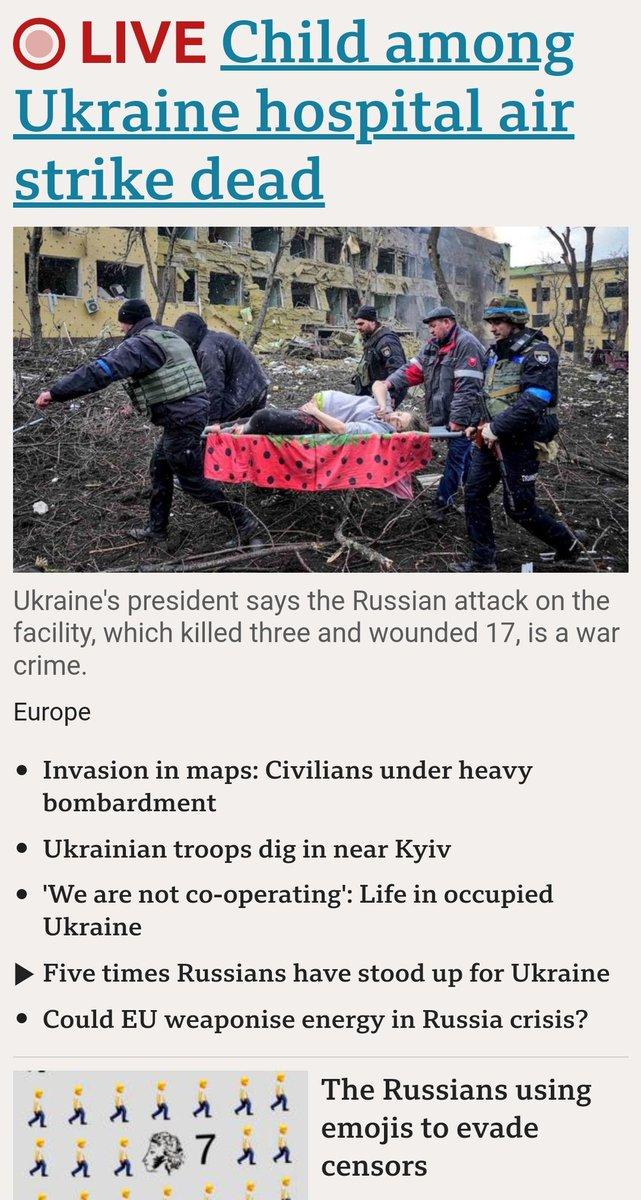 LIVE Child among
Ukraine hospital air
strike dead
Ukraine's president says the Russian attack on the
facility, which killed three and wounded 17, is a war
crime.
Europe
Invasion in maps: Civilians under heavy
bombardment
Ukrainian troops dig in near Kyiv
'We are not co-operating': Life in occupied
Ukraine
Five times Russians have stood up for Ukraine
Could EU weaponise energy in Russia crisis?
The Russians using
emojis to evade
censors
7